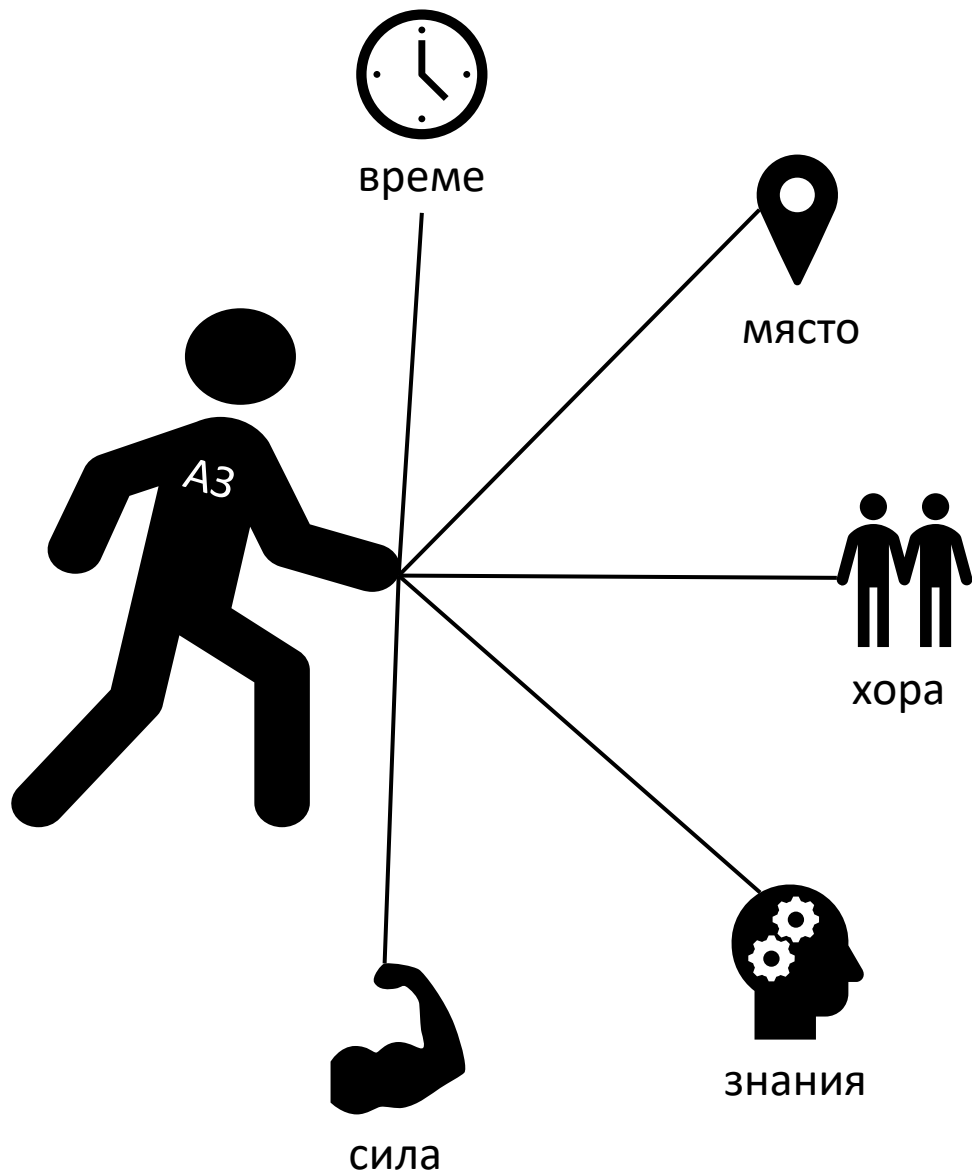 време
място
АЗ
хора
знания
сила